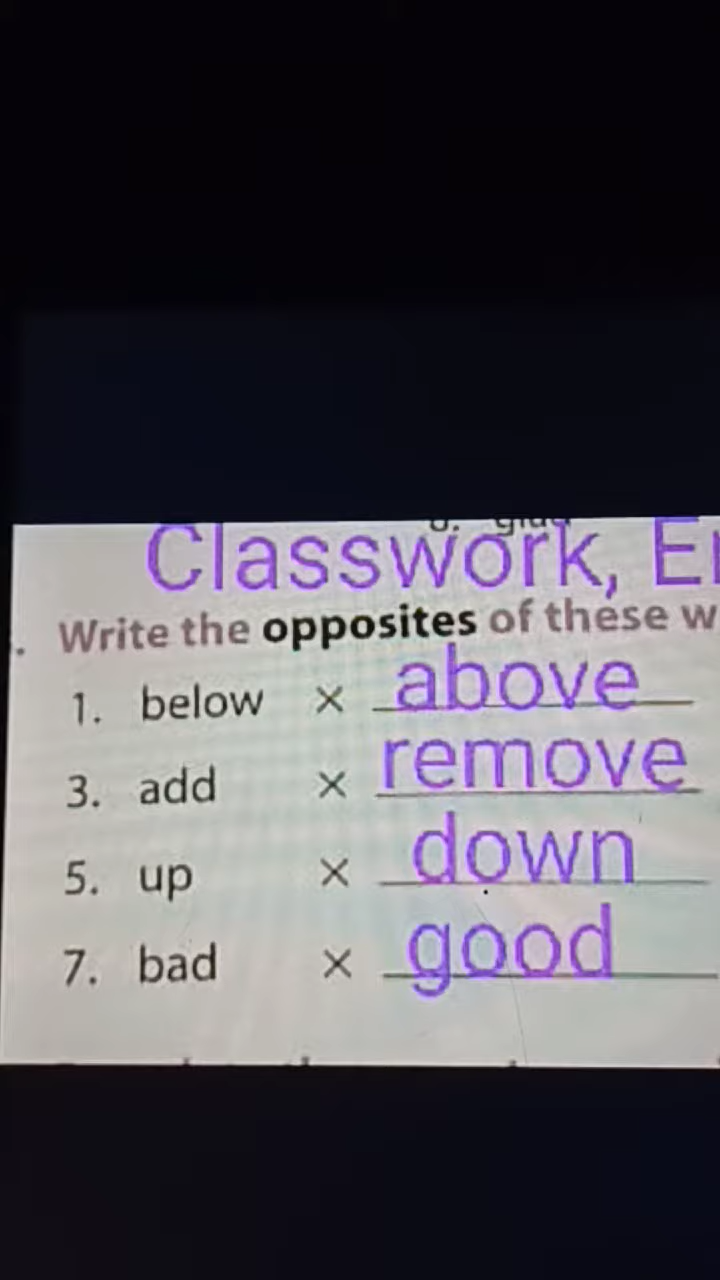 Classwork,
Write the opposites of these
1. below × above
3. add × remove
5. up × down
7. bad × good